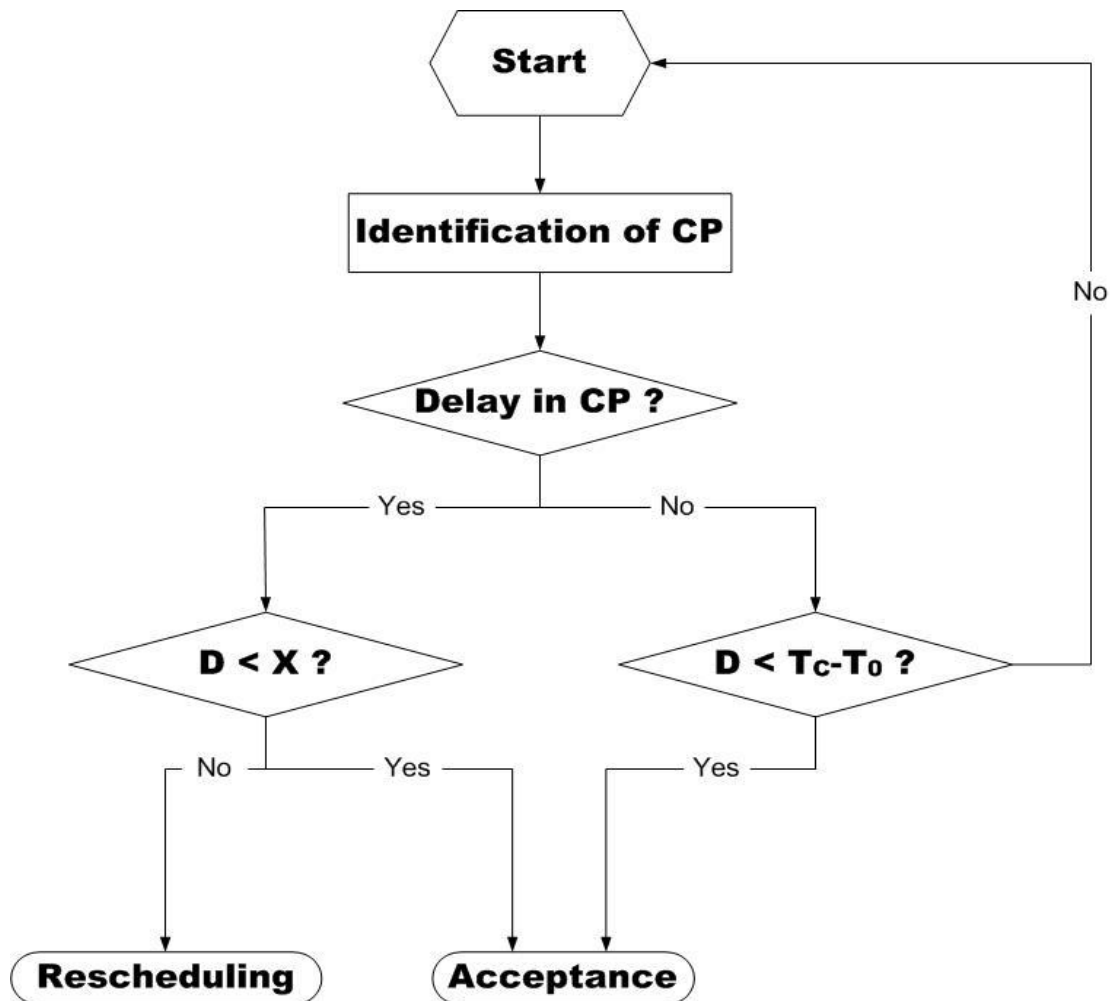 Start
Identification of CP
No
Delay in CP ?
Yes
No
D < X ?
D < Tc-T0 ?
No
Yes
Yes
Rescheduling
Acceptance